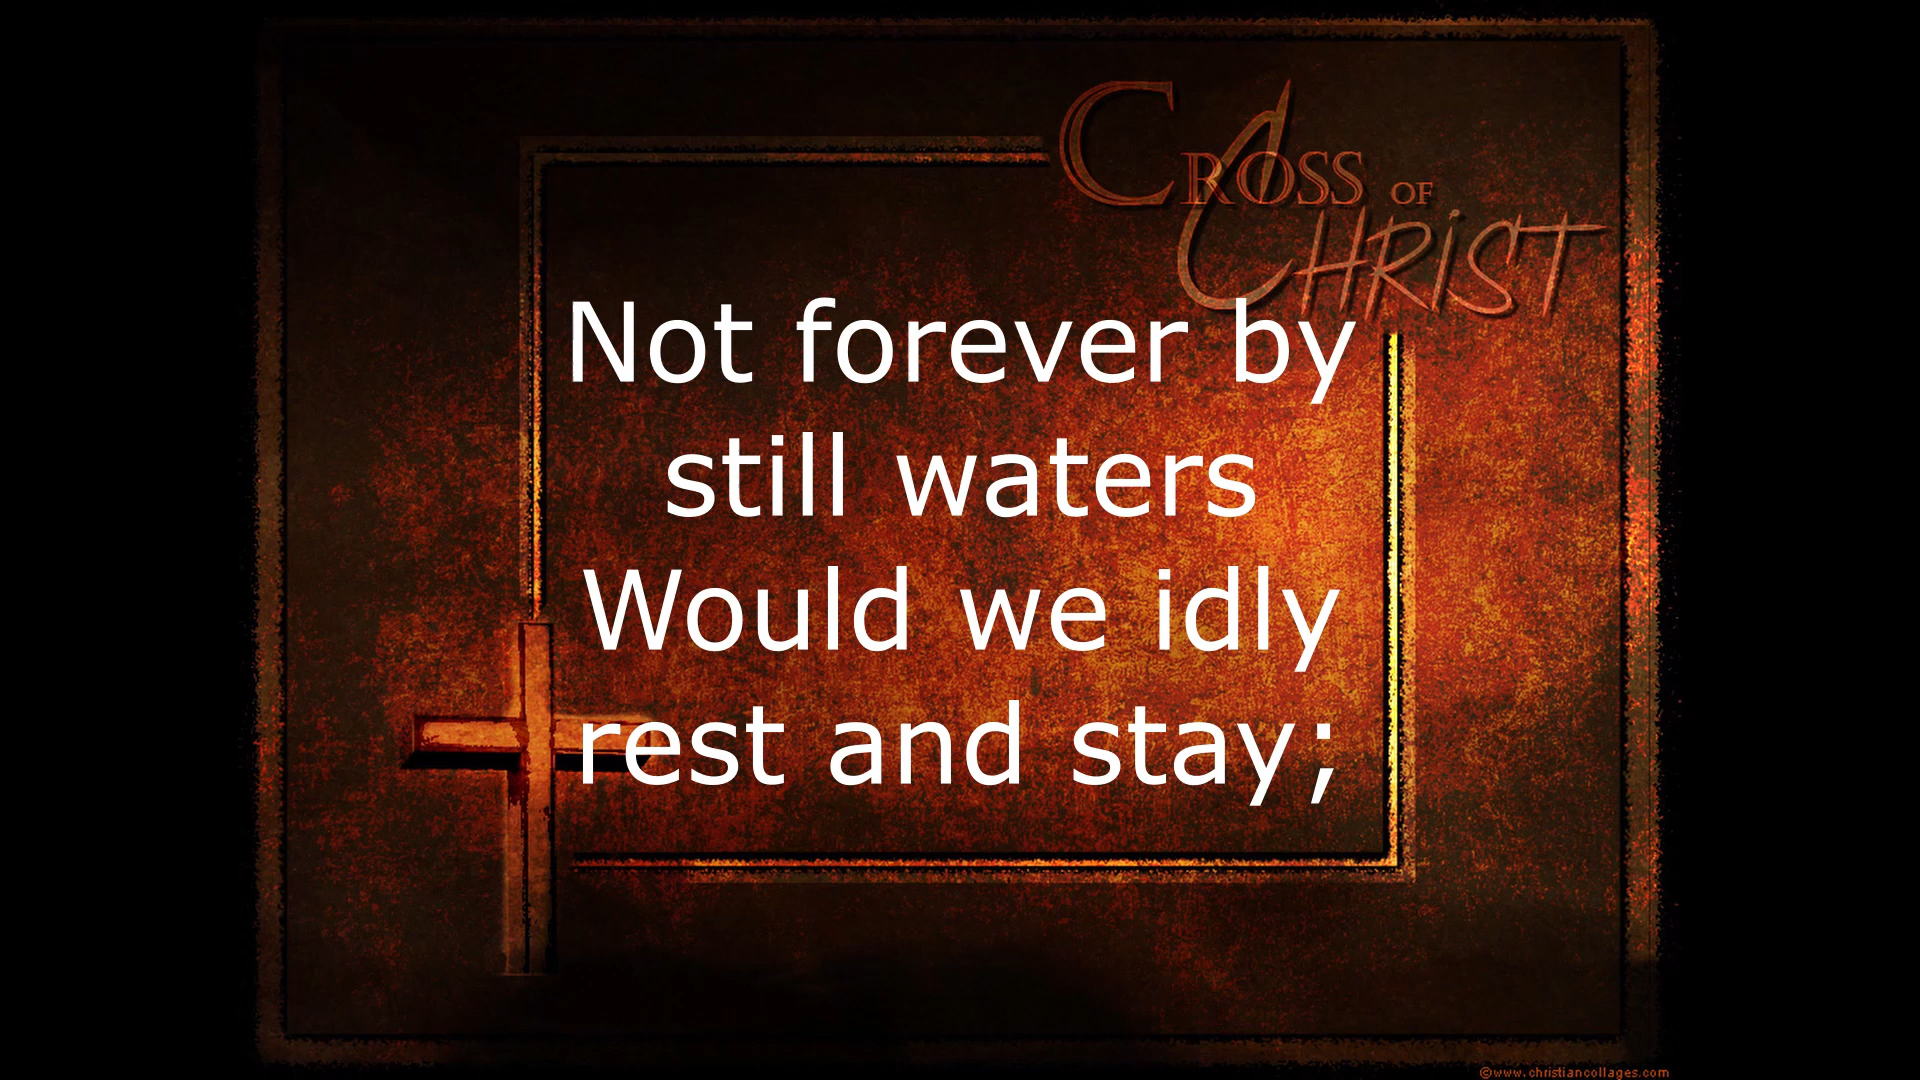 CROSS OF
CHRIST
Not forever by
still waters
Would we idly
rest and stay;
©www.christiancollages.com